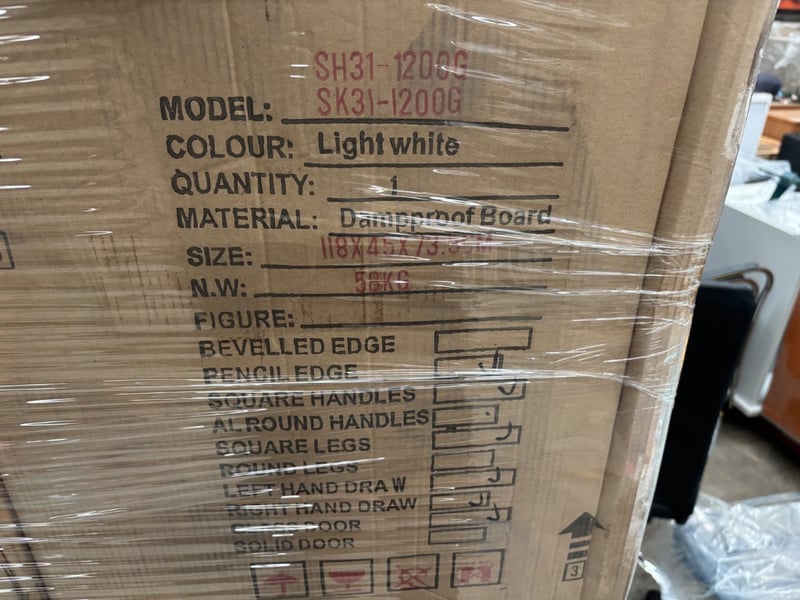 SH31-1200G
MODEL: SK31-1200G
COLOUR: Light white
QUANTITY: 1
MATERIAL: Dampproof Board
SIZE: 118X45X73.
N.W: 58KG
FIGURE:
BEVELLED EDGE
PENCIL EDGE
SQUARE HANDLES
AL ROUND HANDLES
SQUARE LEGS
ROUND LEGS
LEFT HAND DRAW
RIGHT HAND DRAW
DOOR
SOLID DOOR
3